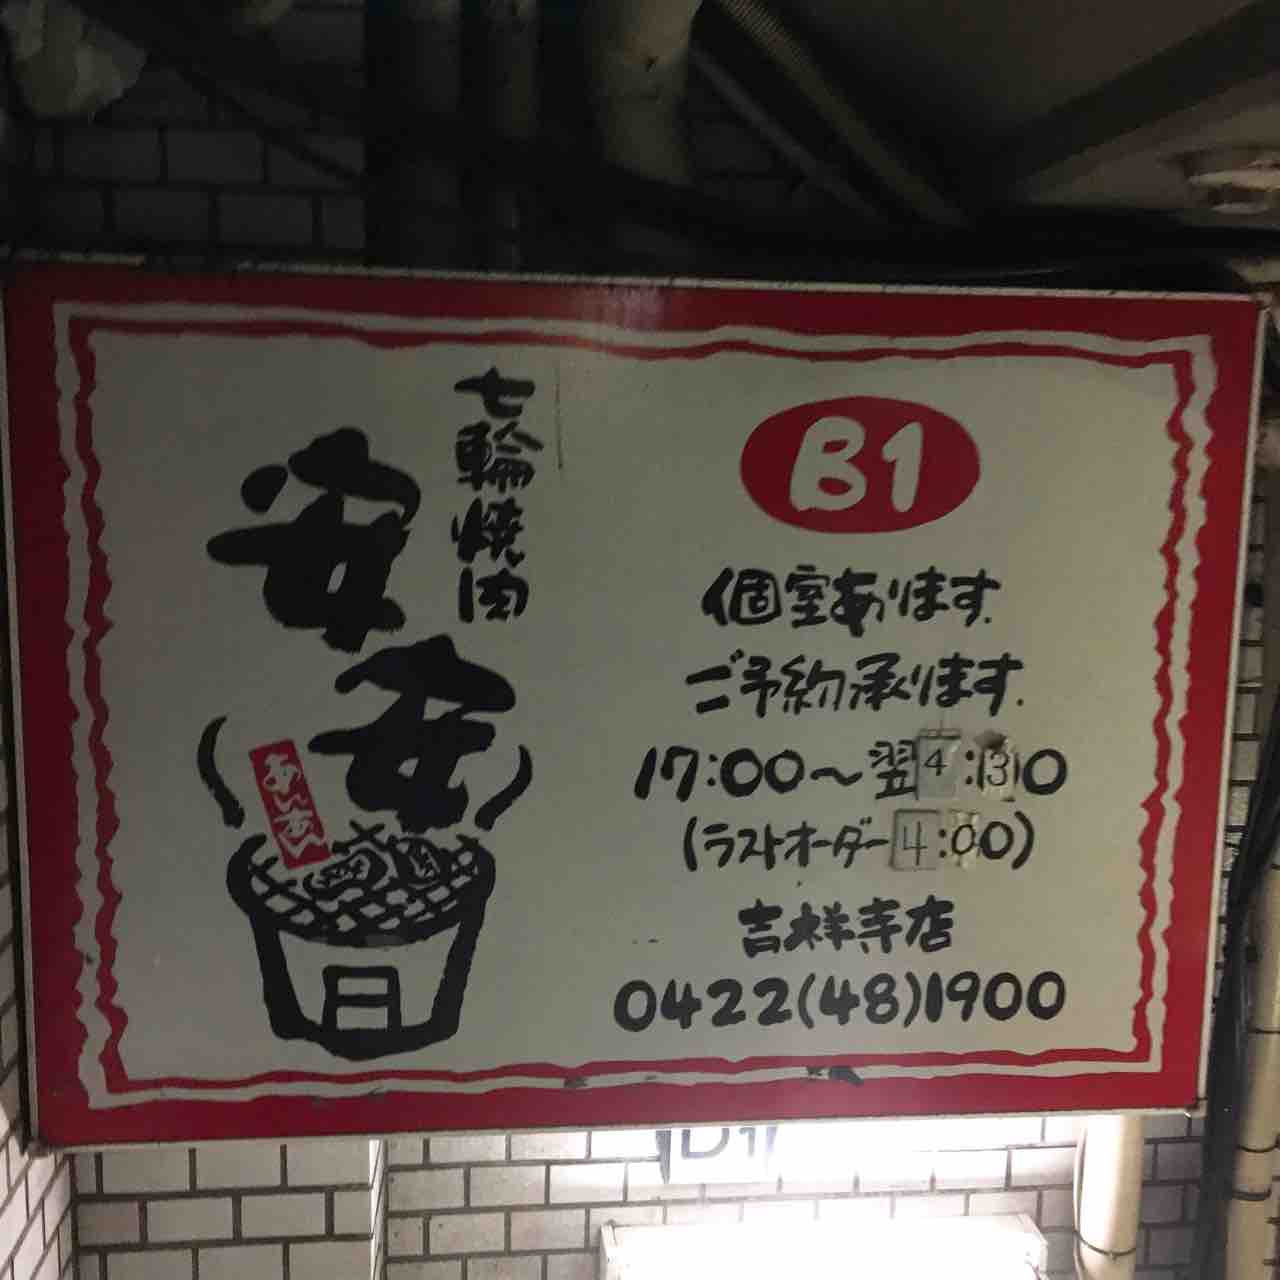 七輪焼肉
安安
あんあん
B1
個室あります.
ご予約承ります.
17:00〜翌4:30
(ラストオーダー4:00)
吉祥寺店
0422(48)1900